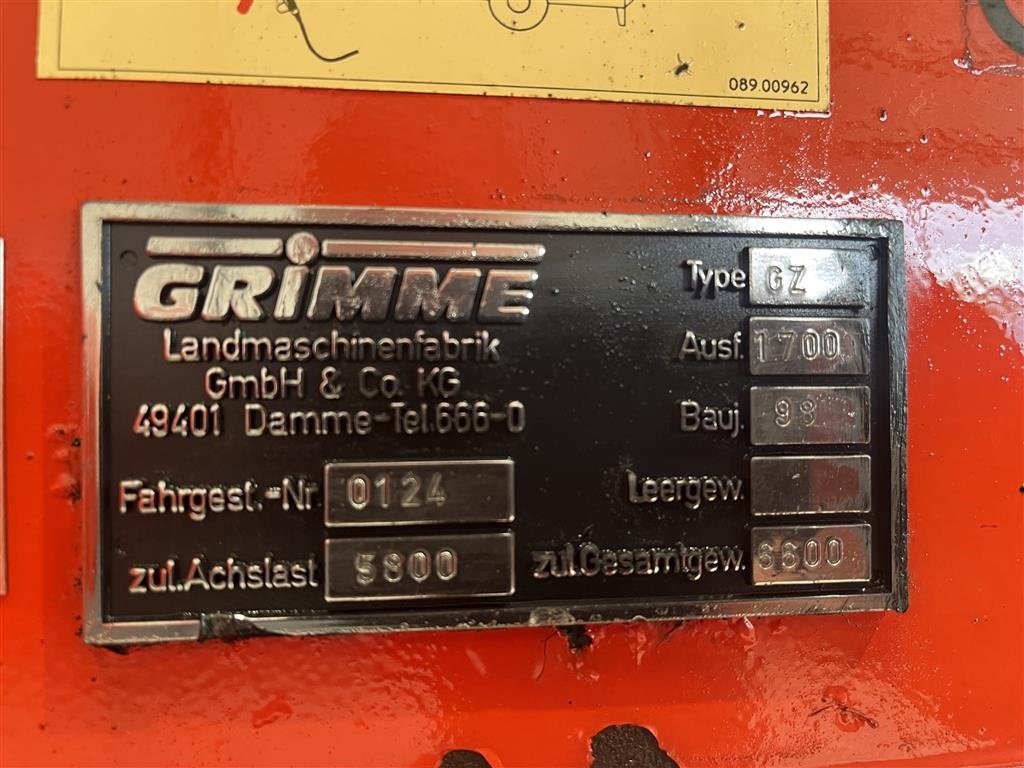 089.00962
GRIMME
Landmaschinenfabrik
GmbH & Co. KG
49401 Damme-Tel.666-0
Fahrgest.-Nr 0124
zul.Achslast 5800
Type GZ
Ausf. 1700
Bauj. 98
Leergew. 1
zul.Gesamtgew. 6600